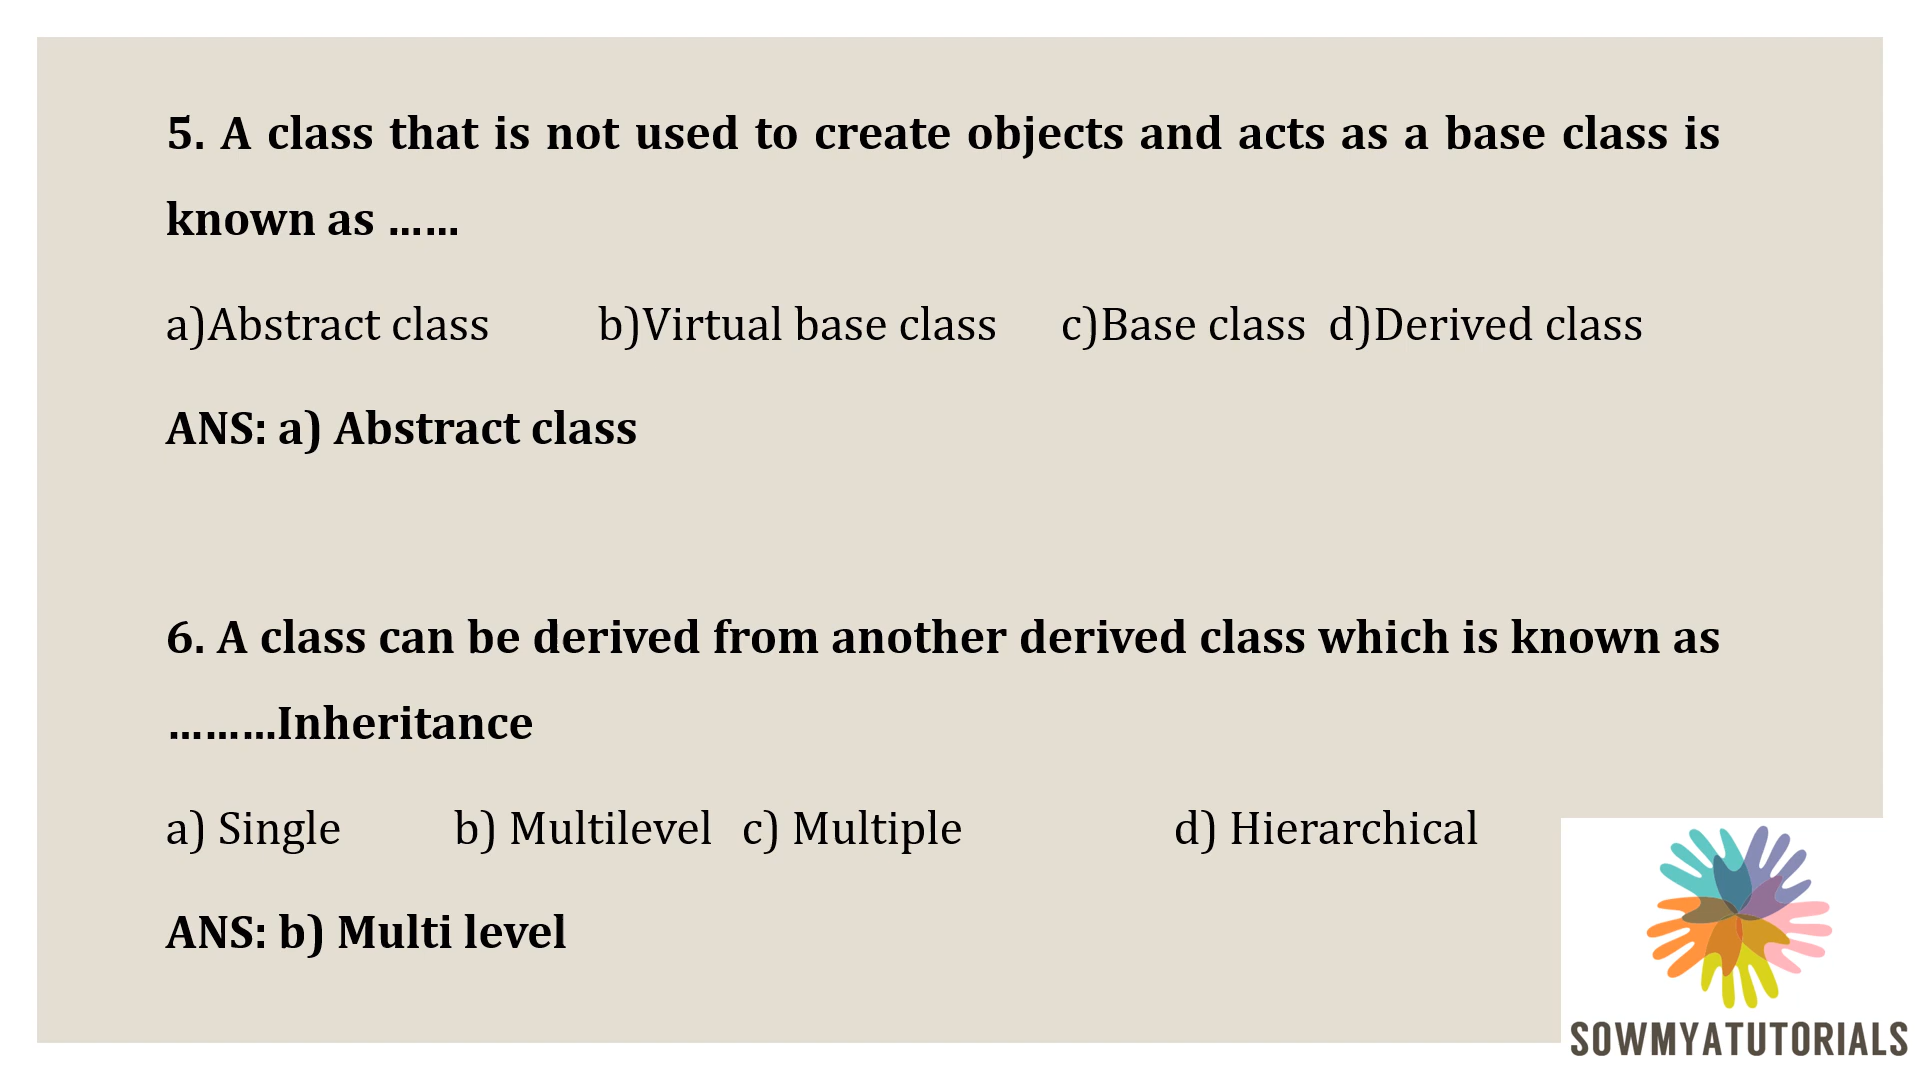 5. A class that is not used to create objects and acts as a base class is
known as ……
a)Abstract class b)Virtual base class c)Base class d)Derived class
ANS: a) Abstract class
6. A class can be derived from another derived class which is known as
………Inheritance
a) Single b) Multilevel c) Multiple d) Hierarchical
ANS: b) Multi level
SOWMYATUTORIALS